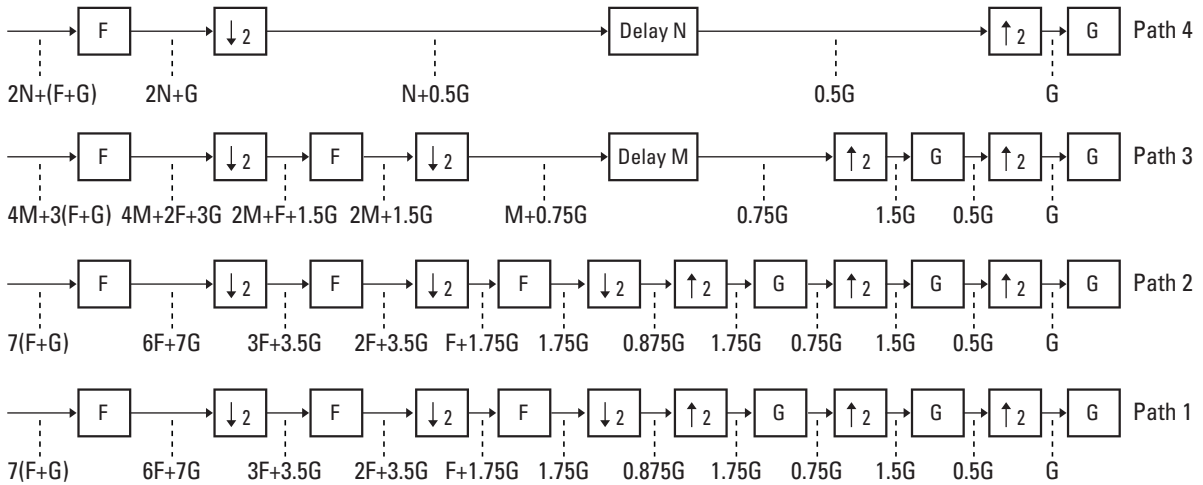 F ↓2 Delay N ↑2 G Path 4
2N+(F+G) 2N+G N+0.5G 0.5G G
F ↓2 F ↓2 Delay M ↑2 G ↑2 G Path 3
4M+3(F+G) 4M+2F+3G 2M+F+1.5G 2M+1.5G M+0.75G 0.75G 1.5G 0.5G G
F ↓2 F ↓2 F ↓2 ↑2 G ↑2 G ↑2 G Path 2
7(F+G) 6F+7G 3F+3.5G 2F+3.5G F+1.75G 1.75G 0.875G 1.75G 0.75G 1.5G 0.5G G
F ↓2 F ↓2 F ↓2 ↑2 G ↑2 G ↑2 G Path 1
7(F+G) 6F+7G 3F+3.5G 2F+3.5G F+1.75G 1.75G 0.875G 1.75G 0.75G 1.5G 0.5G G